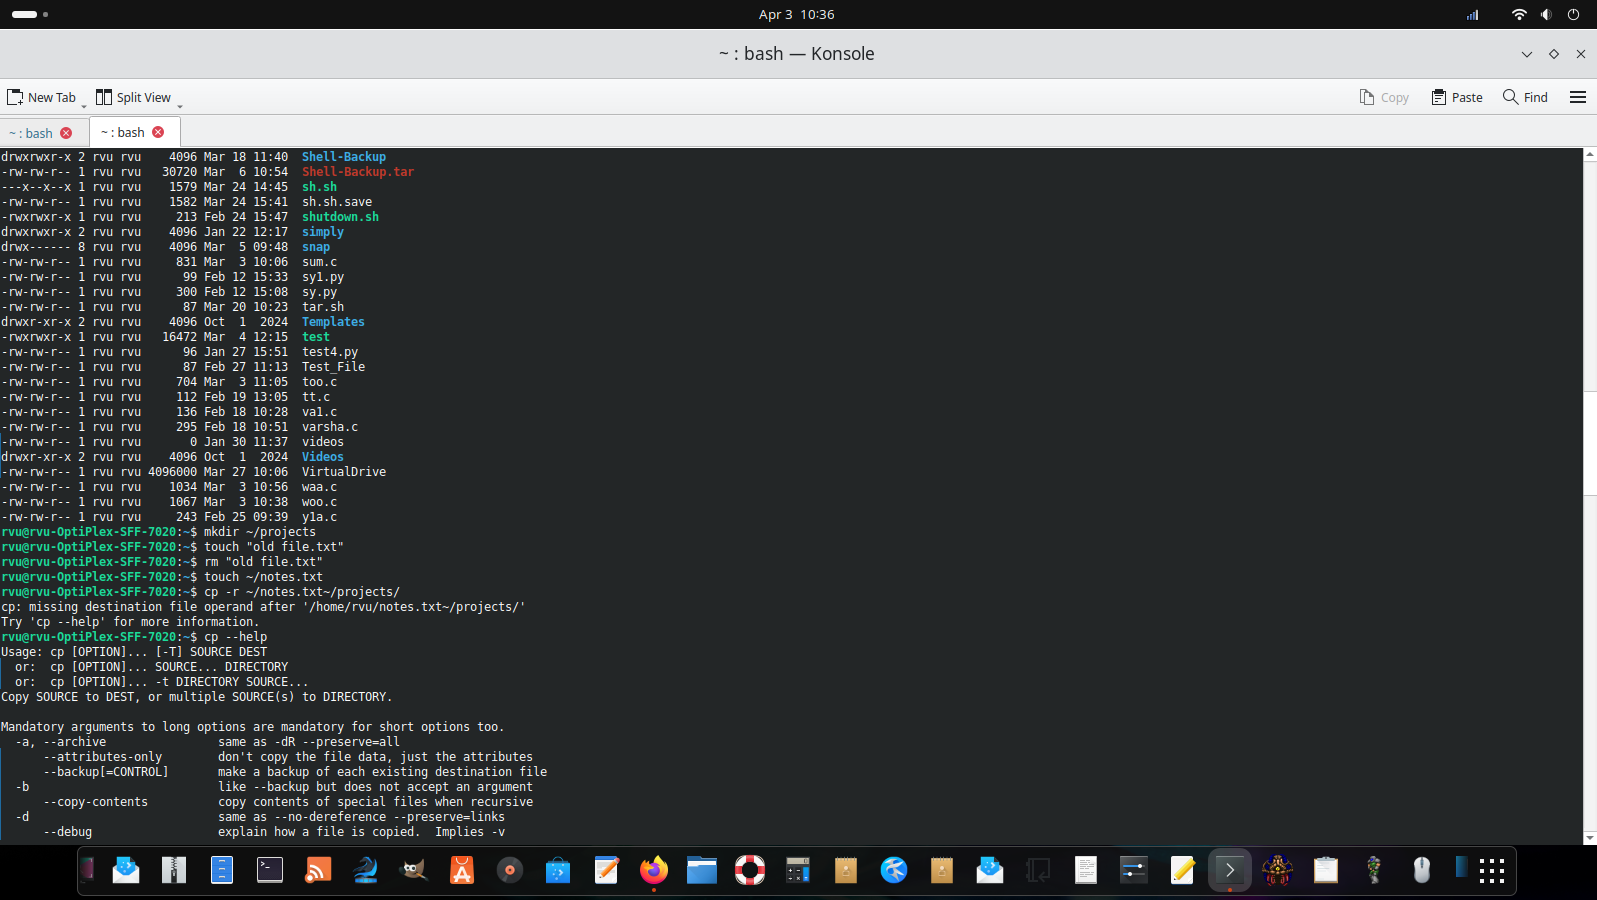 Apr 3  10:36
~ : bash — Konsole
New Tab
Split View
Copy
Paste
Find
~ : bash
~ : bash
drwxrwxr-x 2 rvu rvu    4096 Mar 18 11:40  Shell-Backup
-rw-rw-r-- 1 rvu rvu   30720 Mar  6 10:54  Shell-Backup.tar
---x--x--x 1 rvu rvu    1579 Mar 24 14:45  sh.sh
-rw-rw-r-- 1 rvu rvu    1582 Mar 24 15:41  sh.sh.save
-rwxrwxr-x 1 rvu rvu     213 Feb 24 15:47  shutdown.sh
drwxrwxr-x 2 rvu rvu    4096 Jan 22 12:17  simply
drwx------ 8 rvu rvu    4096 Mar  5 09:48  snap
-rw-rw-r-- 1 rvu rvu     831 Mar  3 10:06  sum.c
-rw-rw-r-- 1 rvu rvu      99 Feb 12 15:33  sy1.py
-rw-rw-r-- 1 rvu rvu     300 Feb 12 15:08  sy.py
-rw-rw-r-- 1 rvu rvu      87 Mar 20 10:23  tar.sh
drwxr-xr-x 2 rvu rvu    4096 Oct  1  2024  Templates
-rwxrwxr-x 1 rvu rvu   16472 Mar  4 12:15  test
-rw-rw-r-- 1 rvu rvu      96 Jan 27 15:51  test4.py
-rw-rw-r-- 1 rvu rvu      87 Feb 27 11:13  Test_File
-rw-rw-r-- 1 rvu rvu     704 Mar  3 11:05  too.c
-rw-rw-r-- 1 rvu rvu     112 Feb 19 13:05  tt.c
-rw-rw-r-- 1 rvu rvu     136 Feb 18 10:28  va1.c
-rw-rw-r-- 1 rvu rvu     295 Feb 18 10:51  varsha.c
-rw-rw-r-- 1 rvu rvu       0 Jan 30 11:37  videos
drwxr-xr-x 2 rvu rvu    4096 Oct  1  2024  Videos
-rw-rw-r-- 1 rvu rvu 4096000 Mar 27 10:06  VirtualDrive
-rw-rw-r-- 1 rvu rvu    1034 Mar  3 10:56  waa.c
-rw-rw-r-- 1 rvu rvu    1067 Mar  3 10:38  woo.c
-rw-rw-r-- 1 rvu rvu     243 Feb 25 09:39  y1a.c
rvu@rvu-OptiPlex-SFF-7020:~$ mkdir ~/projects
rvu@rvu-OptiPlex-SFF-7020:~$ touch "old file.txt"
rvu@rvu-OptiPlex-SFF-7020:~$ rm "old file.txt"
rvu@rvu-OptiPlex-SFF-7020:~$ touch ~/notes.txt
rvu@rvu-OptiPlex-SFF-7020:~$ cp -r ~/notes.txt~/projects/
cp: missing destination file operand after '/home/rvu/notes.txt~/projects/'
Try 'cp --help' for more information.
rvu@rvu-OptiPlex-SFF-7020:~$ cp --help
Usage: cp [OPTION]... [-T] SOURCE DEST
  or:  cp [OPTION]... SOURCE... DIRECTORY
  or:  cp [OPTION]... -t DIRECTORY SOURCE...
Copy SOURCE to DEST, or multiple SOURCE(s) to DIRECTORY.

Mandatory arguments to long options are mandatory for short options too.
  -a, --archive                same as -dR --preserve=all
      --attributes-only        don't copy the file data, just the attributes
      --backup[=CONTROL]       make a backup of each existing destination file
  -b                           like --backup but does not accept an argument
      --copy-contents          copy contents of special files when recursive
  -d                           same as --no-dereference --preserve=links
      --debug                  explain how a file is copied.  Implies -v